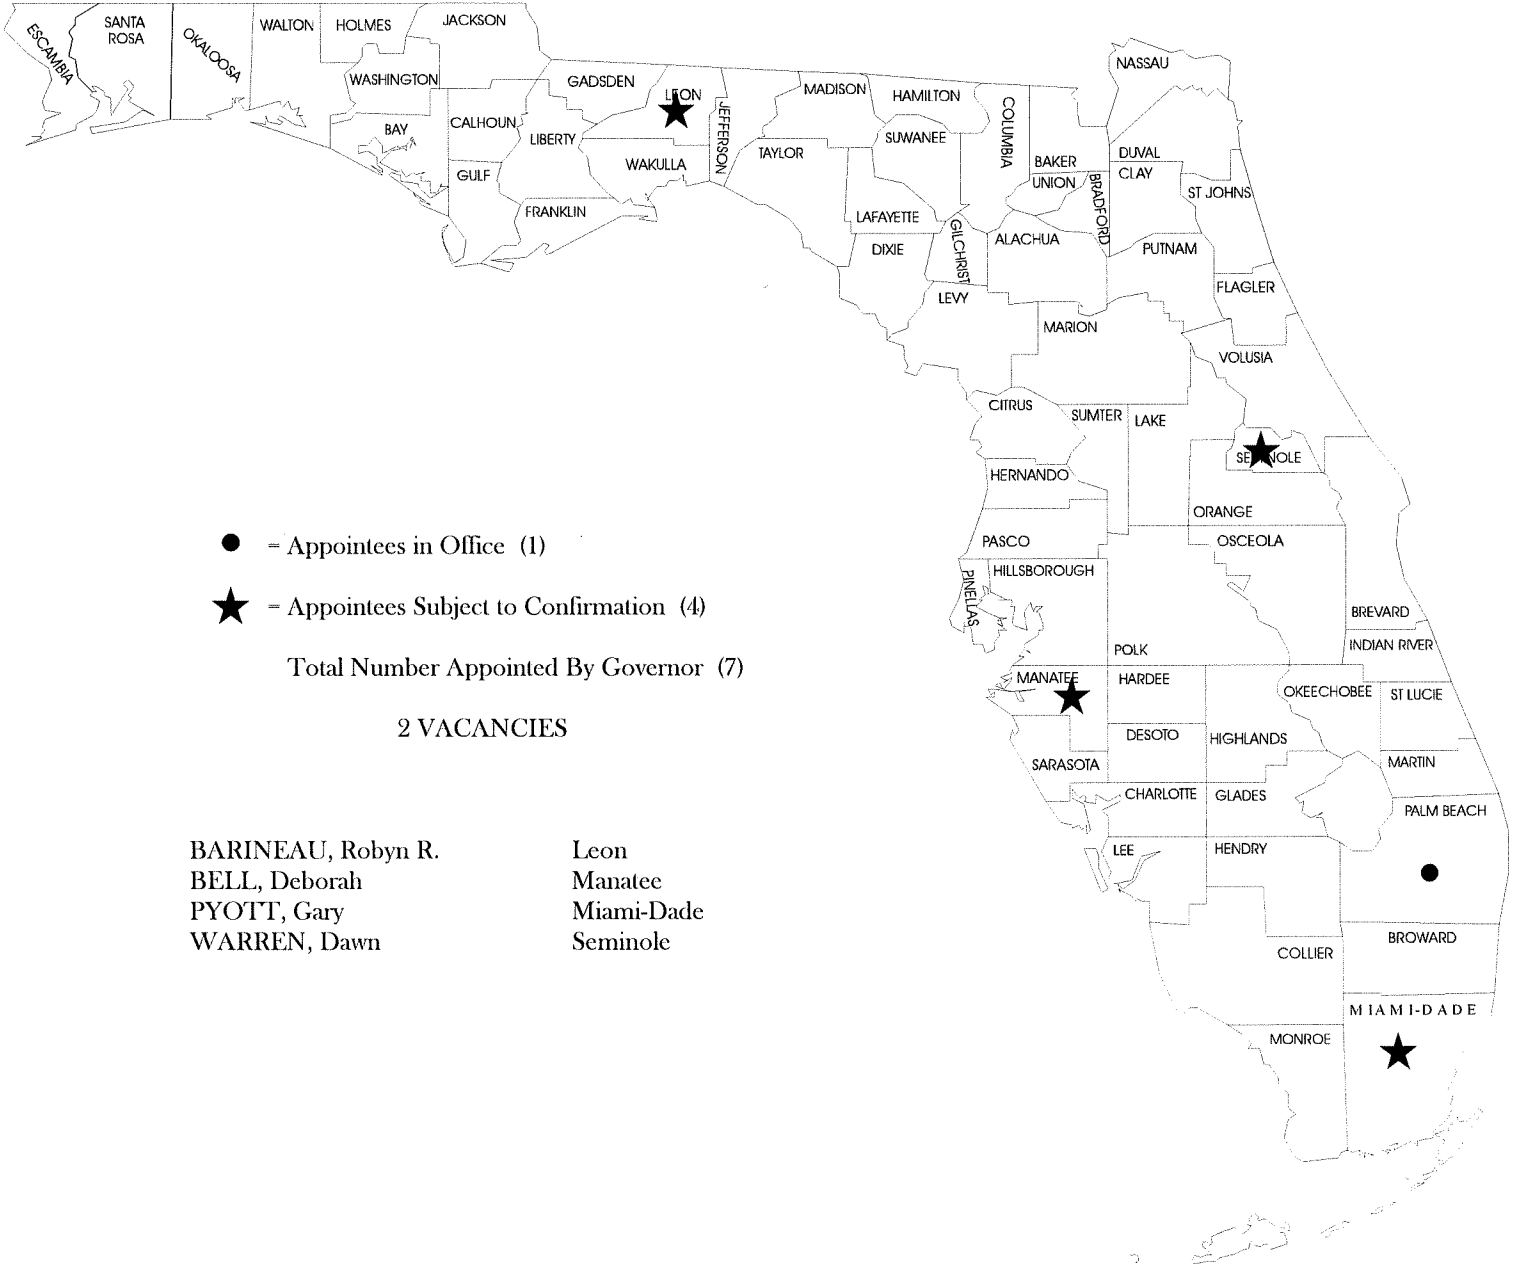 ESCAMBIA
SANTA
ROSA
OKALOOSA
WALTON
HOLMES
JACKSON
WASHINGTON
BAY
CALHOUN
GULF
LIBERTY
GADSDEN
FRANKLIN
LEON
WAKULLA
JEFFERSON
MADISON
TAYLOR
HAMILTON
SUWANEE
LAFAYETTE
DIXIE
COLUMBIA
GILCHRIST
BAKER
UNION
BRADFORD
NASSAU
DUVAL
CLAY
ST JOHNS
ALACHUA
PUTNAM
LEVY
MARION
FLAGLER
VOLUSIA
CITRUS
SUMTER
LAKE
SEMINOLE
HERNANDO
ORANGE
PASCO
OSCEOLA
PINELLAS
HILLSBOROUGH
POLK
BREVARD
INDIAN RIVER
MANATEE
HARDEE
OKEECHOBEE
ST LUCIE
DESOTO
HIGHLANDS
SARASOTA
MARTIN
CHARLOTTE
GLADES
PALM BEACH
LEE
HENDRY
COLLIER
BROWARD
MIAMI-DADE
MONROE
= Appointees in Office (1)
= Appointees Subject to Confirmation (4)
Total Number Appointed By Governor (7)
2 VACANCIES
BARINEAU, Robyn R. Leon
BELL, Deborah Manatee
PYOTT, Gary Miami-Dade
WARREN, Dawn Seminole